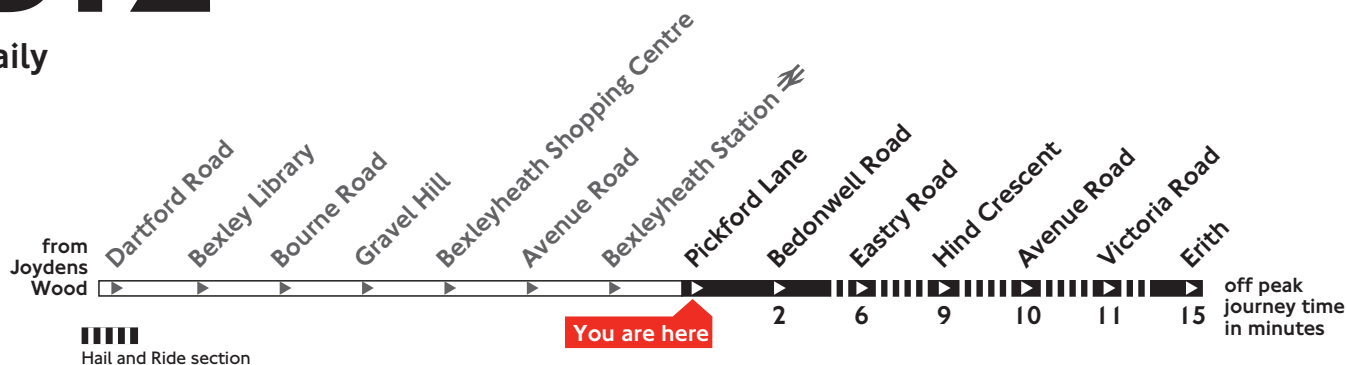 aily
Dartford Road
Bexley Library
Bourne Road
Gravel Hill
Bexleyheath Shopping Centre
Avenue Road
Bexleyheath Station
Pickford Lane
Bedonwell Road
Eastry Road
Hind Crescent
Avenue Road
Victoria Road
Erith
from
Joydens
Wood
You are here
2 6 9 10 11 15
off peak
journey time
in minutes
Hail and Ride section